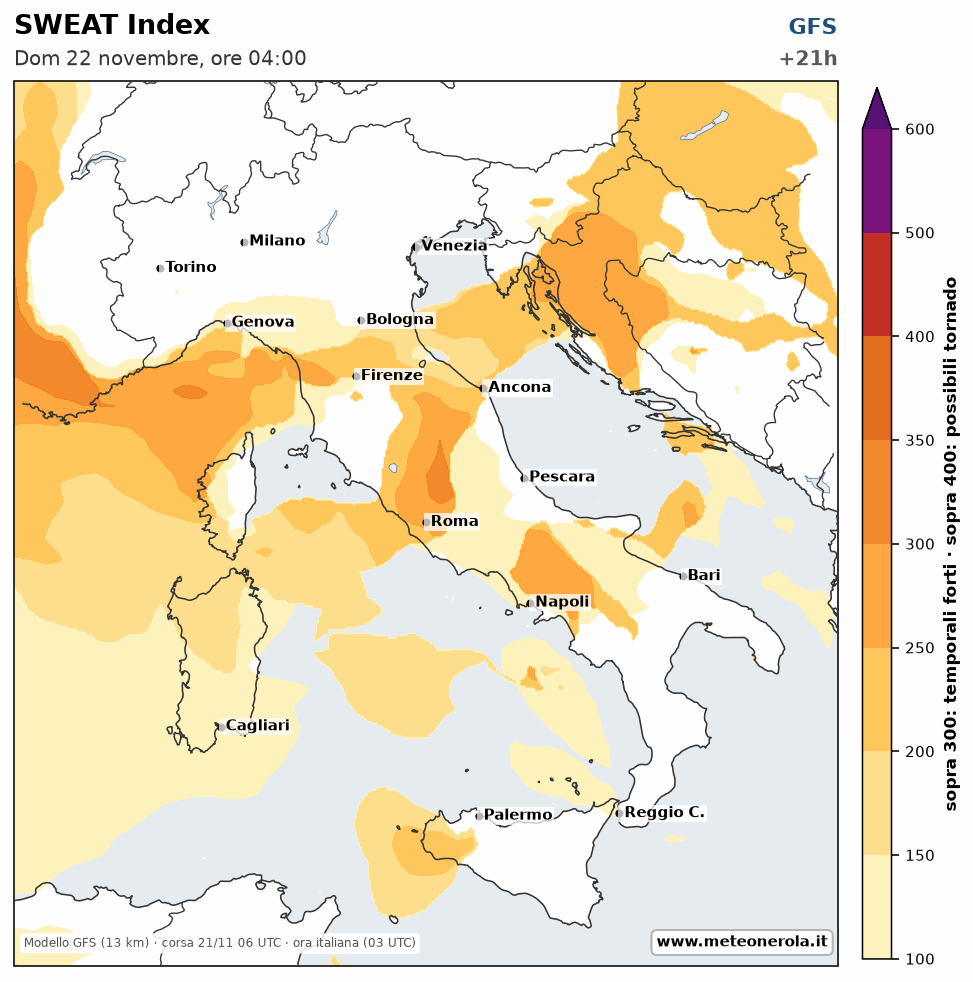 SWEAT Index
GFS
Dom 22 novembre, ore 04:00
+21h
600
500
400
350
300
250
200
150
100
sopra 300: temporali forti · sopra 400: possibili tornado
Milano
Venezia
Torino
Genova
Bologna
Firenze
Ancona
Pescara
Roma
Bari
Napoli
Cagliari
Palermo
Reggio C.
Modello GFS (13 km) · corsa 21/11 06 UTC · ora italiana (03 UTC)
www.meteonerola.it